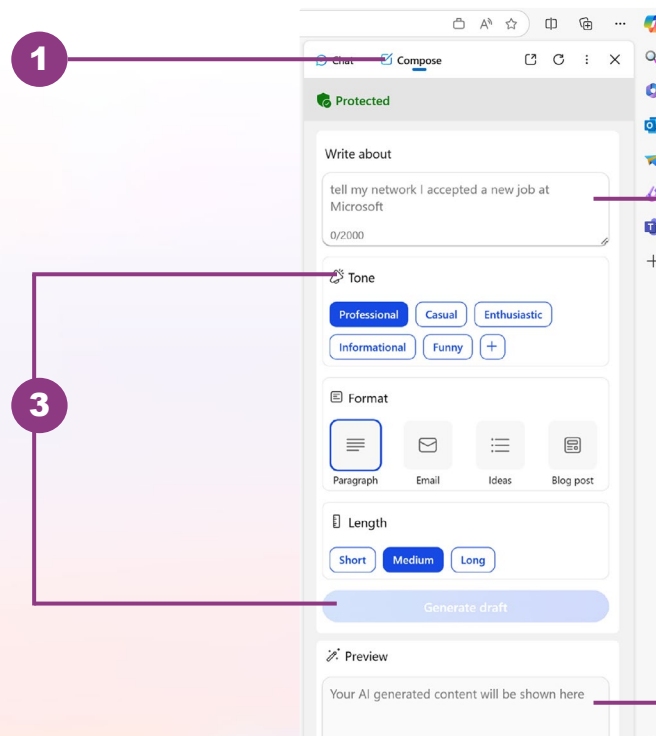 1
Chat
Compose
Protected
Write about
tell my network I accepted a new job at
Microsoft
0/2000
Tone
Professional
Casual
Enthusiastic
Informational
Funny
+
3
Format
Paragraph
Email
Ideas
Blog post
Length
Short
Medium
Long
Generate draft
Preview
Your AI generated content will be shown here